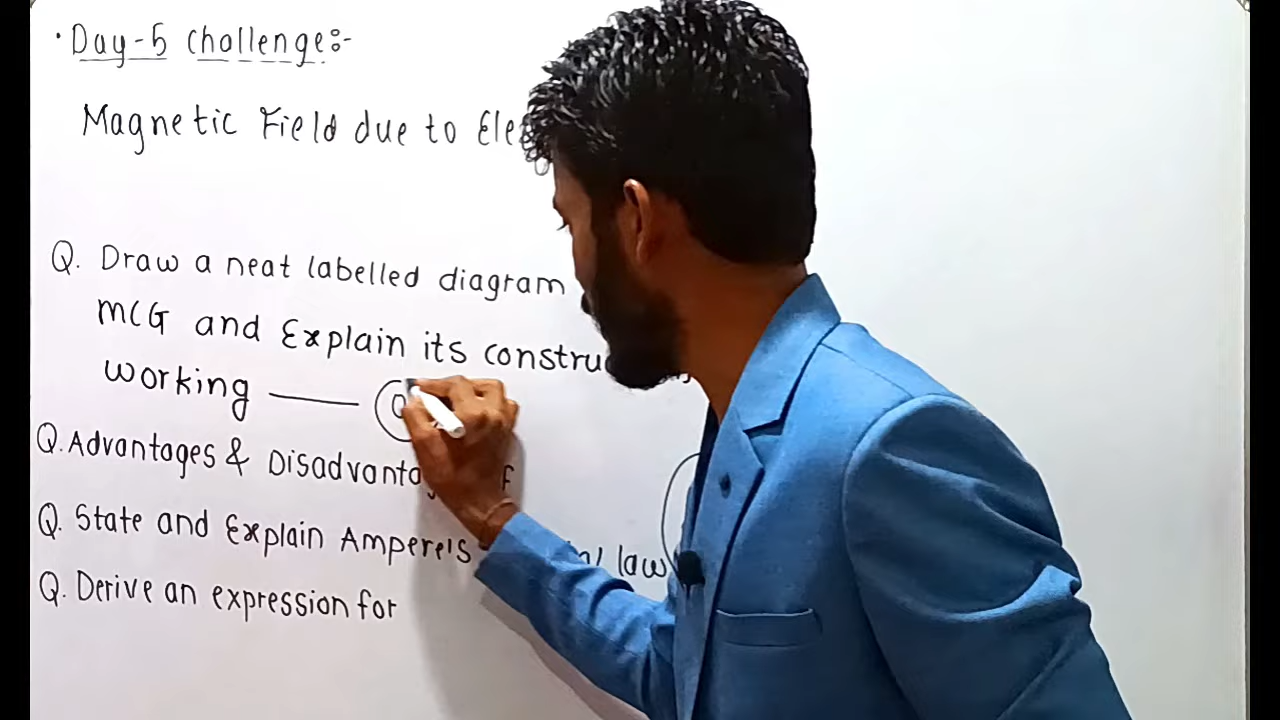 · Day-5 Challenge:-
Magnetic Field due to Ele
Q. Draw a neat labelled diagram
MCG and Explain its constru
working —
Q. Advantages & Disadvanta
Q. State and Explain Ampere's law
Q. Derive an expression for